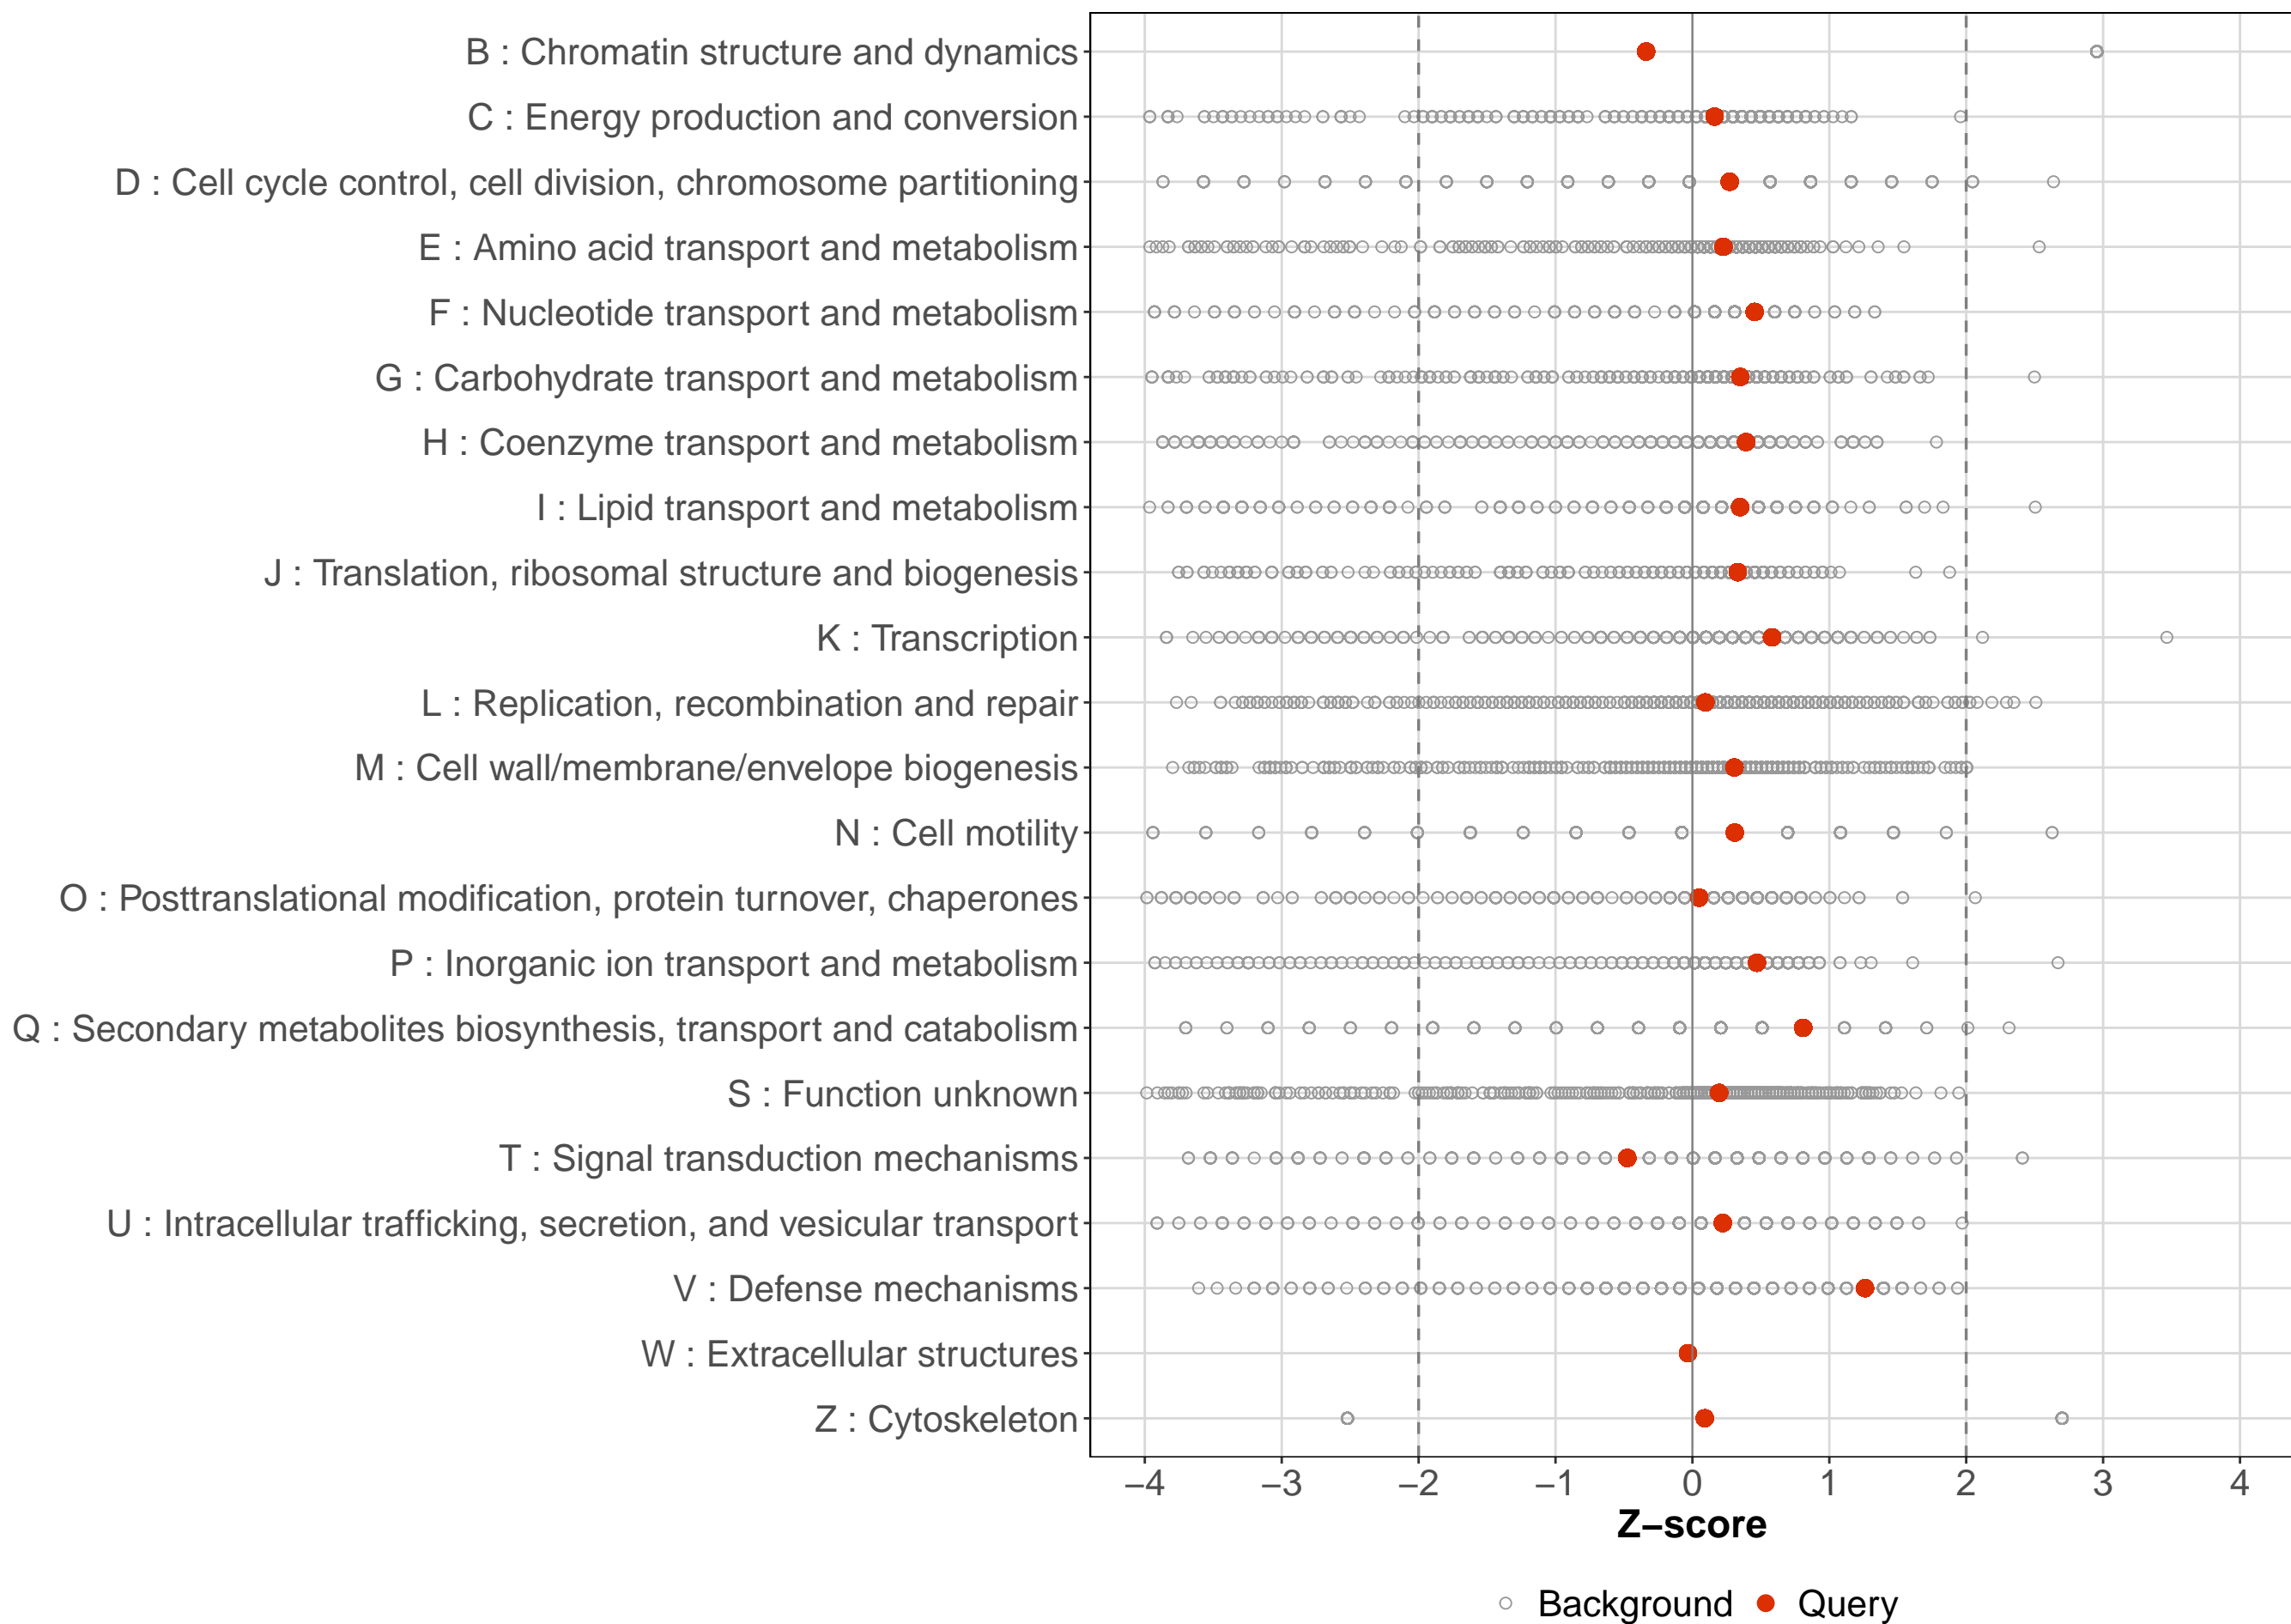 B : Chromatin structure and dynamics
C : Energy production and conversion
D : Cell cycle control, cell division, chromosome partitioning
E : Amino acid transport and metabolism
F : Nucleotide transport and metabolism
G : Carbohydrate transport and metabolism
H : Coenzyme transport and metabolism
I : Lipid transport and metabolism
J : Translation, ribosomal structure and biogenesis
K : Transcription
L : Replication, recombination and repair
M : Cell wall/membrane/envelope biogenesis
N : Cell motility
O : Posttranslational modification, protein turnover, chaperones
P : Inorganic ion transport and metabolism
Q : Secondary metabolites biosynthesis, transport and catabolism
S : Function unknown
T : Signal transduction mechanisms
U : Intracellular trafficking, secretion, and vesicular transport
V : Defense mechanisms
W : Extracellular structures
Z : Cytoskeleton
−4 −3 −2 −1 0 1 2 3 4
Z−score
Background Query